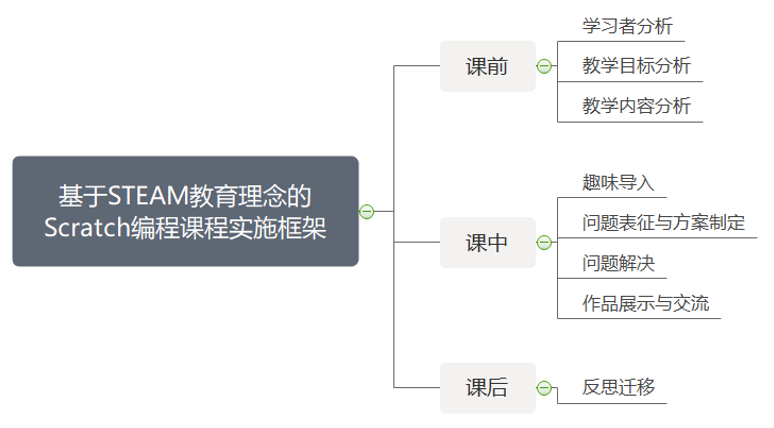 基于STEAM教育理念的
Scratch编程课程实施框架
课前
学习者分析
教学目标分析
教学内容分析
课中
趣味导入
问题表征与方案制定
问题解决
作品展示与交流
课后
反思迁移